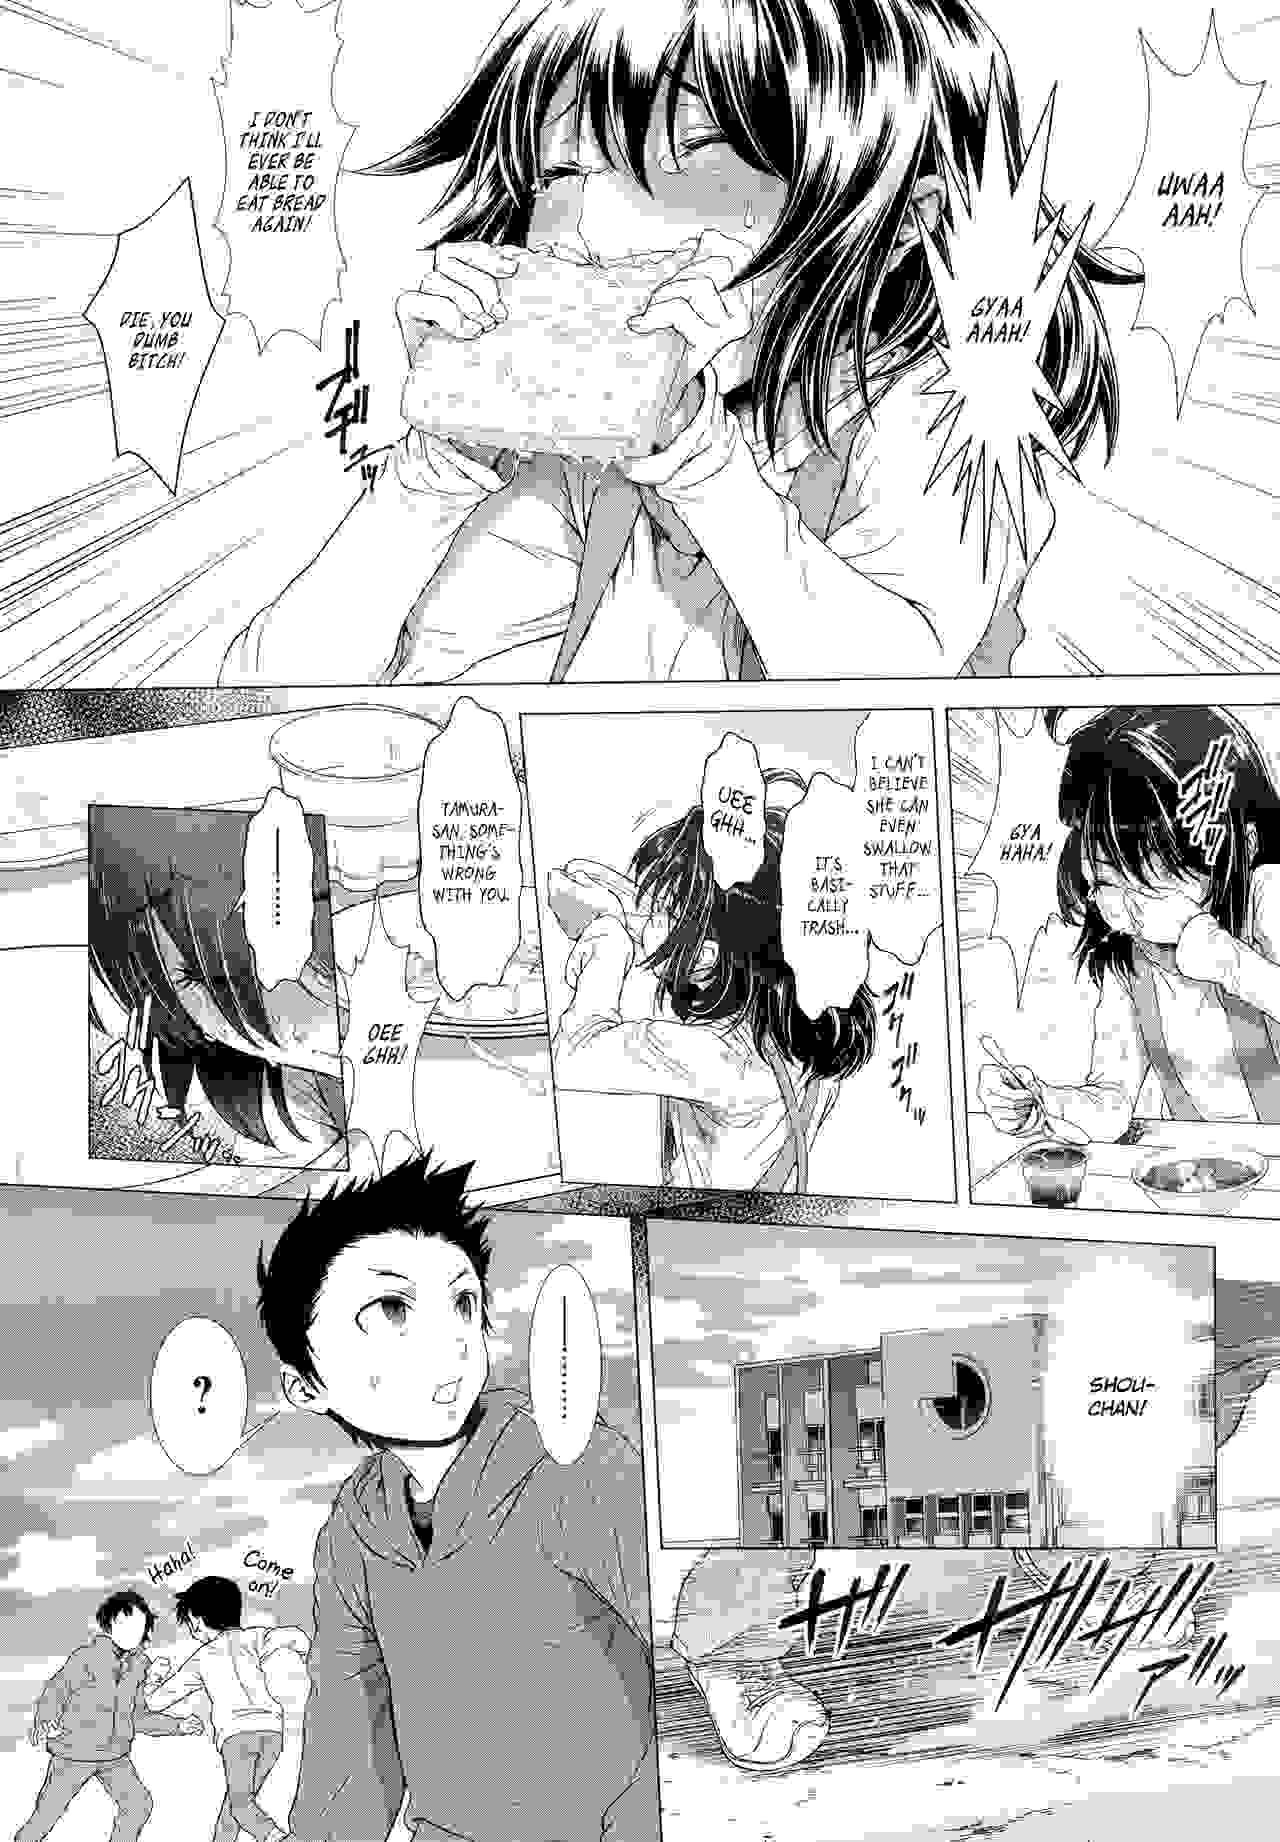 UWAA
AAH!
GYAA
AAAH!
I DON'T
THINK I'LL
EVER BE
ABLE TO
EAT BREAD
AGAIN!
DIE, YOU
DUMB
BITCH!
GYA
HAHA!
I CAN'T
BELIEVE
SHE CAN
EVEN
SWALLOW
THAT
STUFF...
IT'S
BASI-
CALLY
TRASH...
UEE
GHH...
TAMURA-
SAN, SOME-
THING'S
WRONG
WITH YOU.
OEE
GHH!
..........
SHOU-
CHAN!
..............
?
Haha!
Come
on!